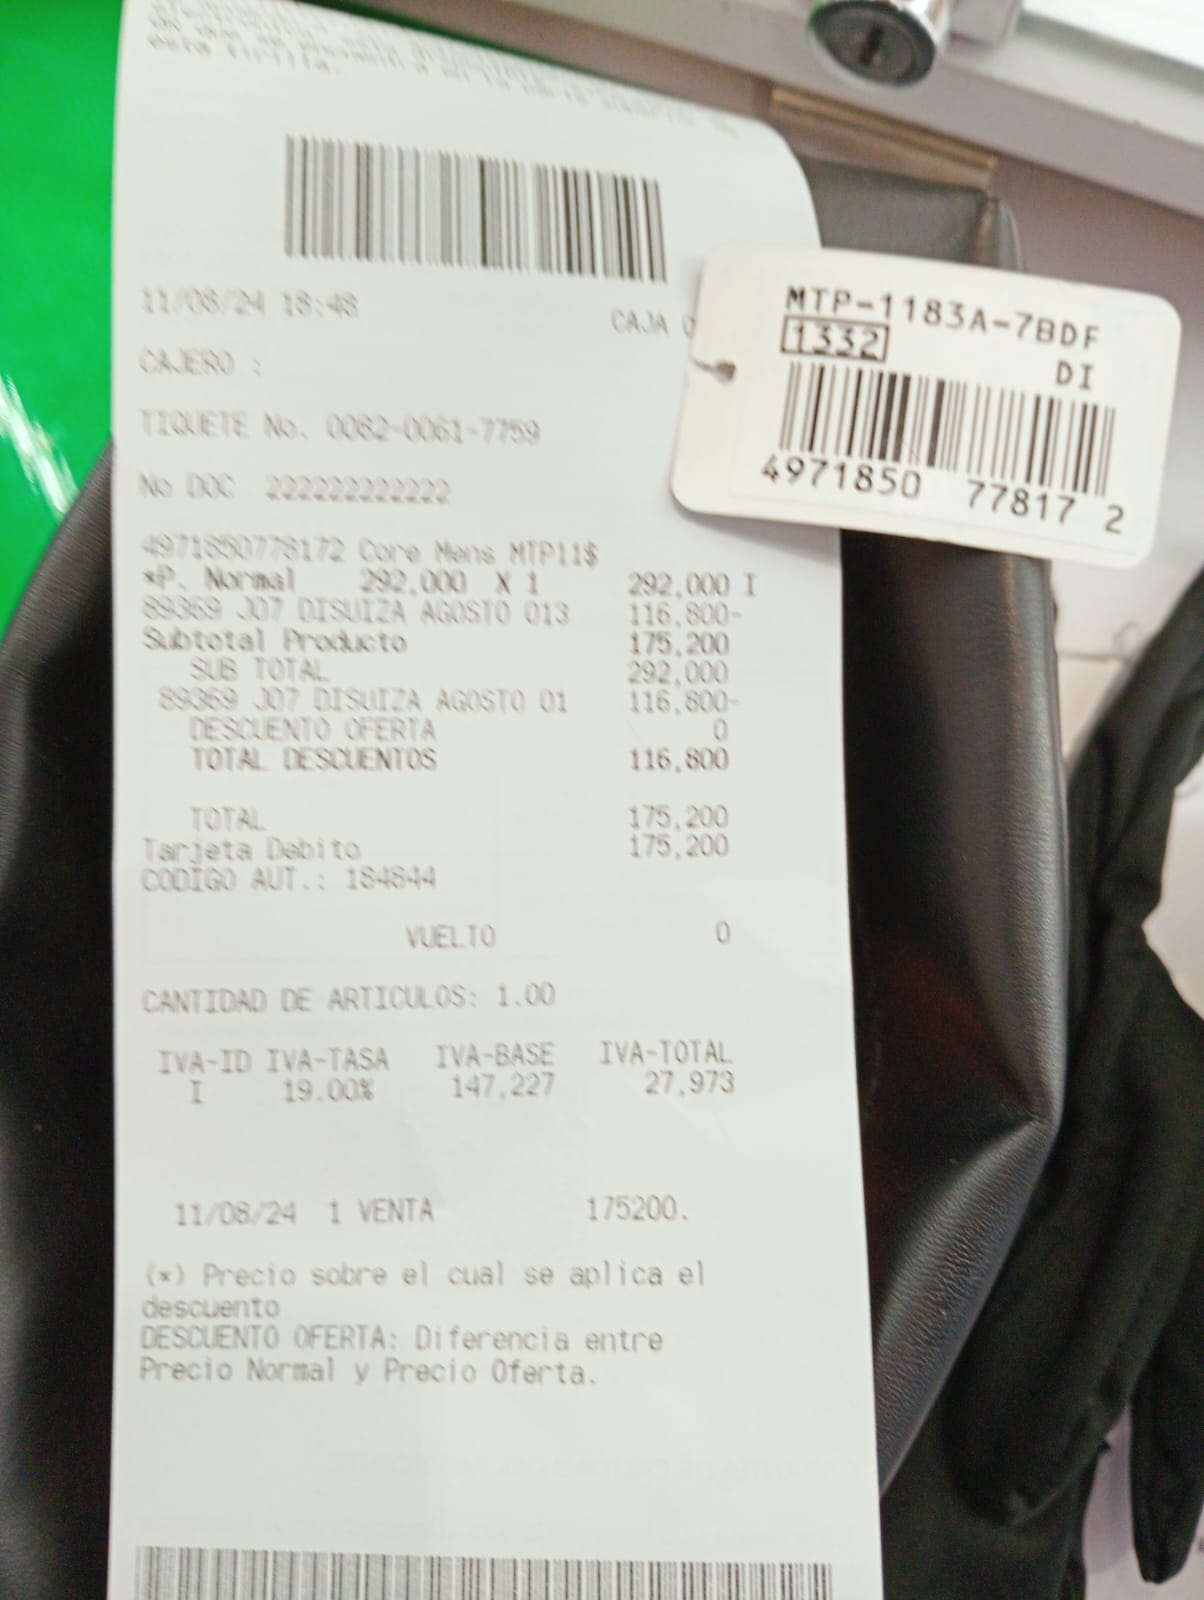 esta tirilla.
11/08/24 18:48
CAJA 0
CAJERO :
TIQUETE No. 0082-0061-7759
No DOC 222222222222
4971850778172 Core Mens MTP11$
*P. Normal 292,000 X 1 292,000 I
89369 J07 DISUIZA AGOSTO 013 116,800-
Subtotal Producto 175,200
SUB TOTAL 292,000
89369 J07 DISUIZA AGOSTO 01 116,800-
DESCUENTO OFERTA 0
TOTAL DESCUENTOS 116,800
TOTAL 175,200
Tarjeta Debito 175,200
CODIGO AUT.: 184844
VUELTO 0
CANTIDAD DE ARTICULOS: 1.00
IVA-ID IVA-TASA IVA-BASE IVA-TOTAL
I 19.00% 147,227 27,973
11/08/24 1 VENTA 175200.
(*) Precio sobre el cual se aplica el
descuento
DESCUENTO OFERTA: Diferencia entre
Precio Normal y Precio Oferta.
MTP-1183A-7BDF
1332
DI
4971850 77817 2